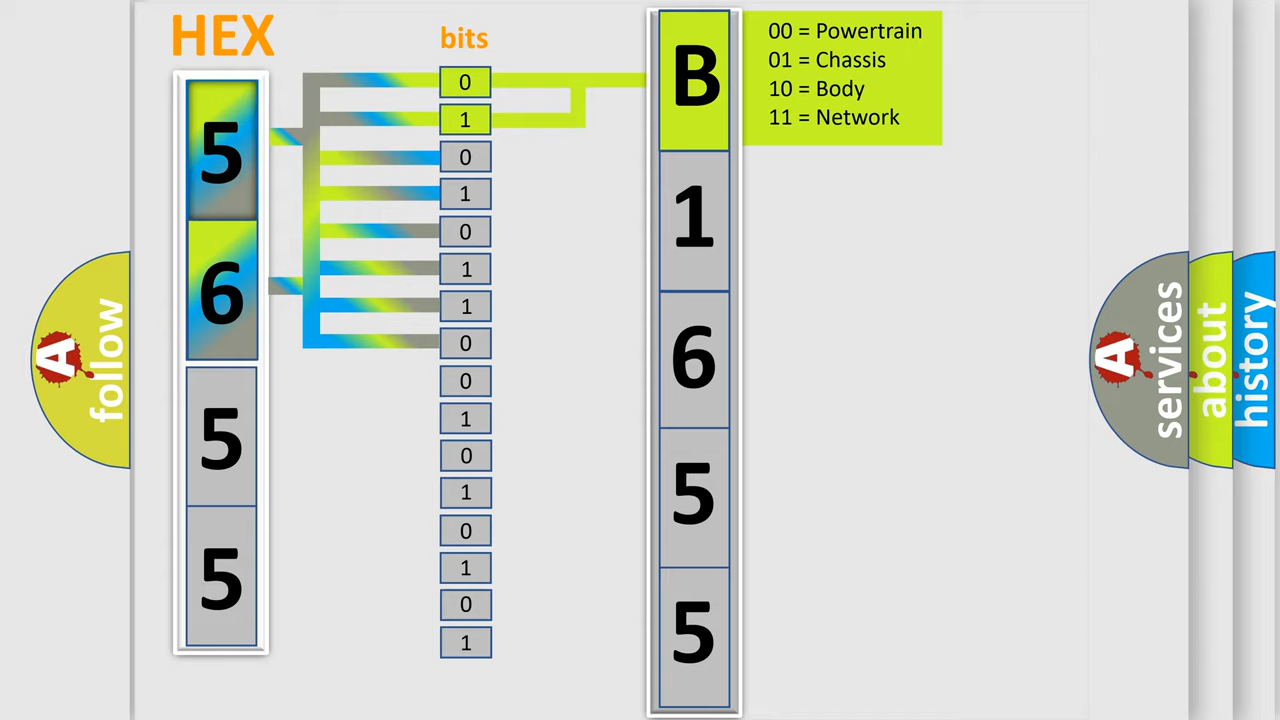 HEX
bits
5
6
5
5
0
1
0
1
0
1
1
0
0
1
0
1
0
1
0
1
B
1
6
5
5
00 = Powertrain
01 = Chassis
10 = Body
11 = Network
A
follow
A
services
about
history